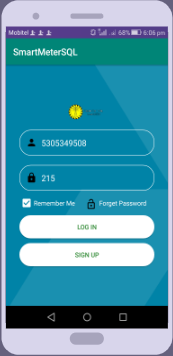 Mobitel 68% 6:06 pm
SmartMeterSQL
5305349508
215
Remember Me Forget Password
LOG IN
SIGN UP